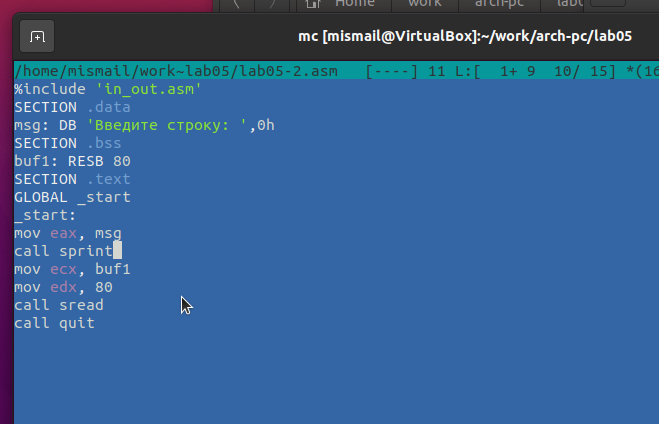 Home work arch-pc lab0
mc [mismail@VirtualBox]:~/work/arch-pc/lab05
/home/mismail/work~lab05/lab05-2.asm [----] 11 L:[ 1+ 9 10/ 15] *(16
%include 'in_out.asm'
SECTION .data
msg: DB 'Введите строку: ',0h
SECTION .bss
buf1: RESB 80
SECTION .text
GLOBAL _start
_start:
mov eax, msg
call sprint
mov ecx, buf1
mov edx, 80
call sread
call quit